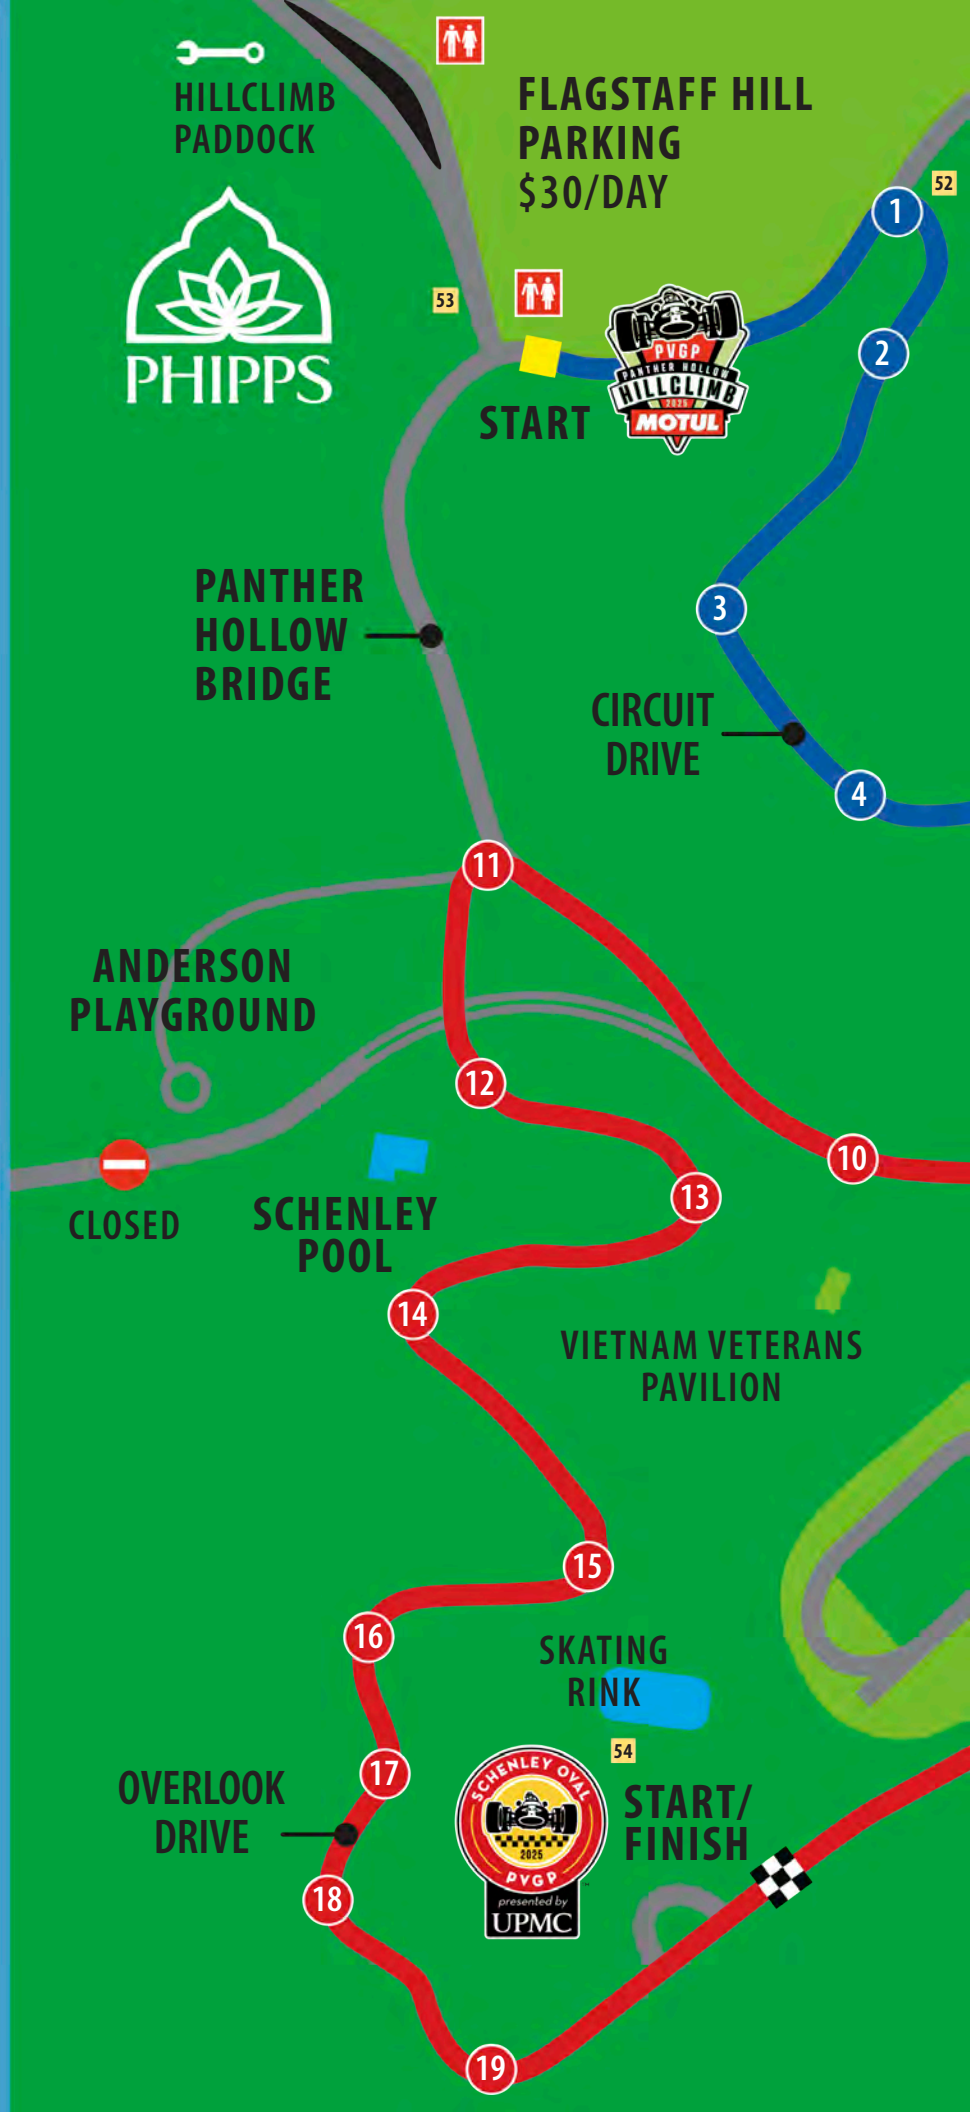 HILLCLIMB
PADDOCK
FLAGSTAFF HILL
PARKING
$30/DAY
52
1
PHIPPS
53
2
PVGP
PANTHER HOLLOW
HILLCLIMB
2025
MOTUL
START
PANTHER
HOLLOW
BRIDGE
3
CIRCUIT
DRIVE
4
11
ANDERSON
PLAYGROUND
12
10
CLOSED
SCHENLEY
POOL
13
14
VIETNAM VETERANS
PAVILION
15
16
SKATING
RINK
54
17
OVERLOOK
DRIVE
SCHENLEY OVAL
2025
PVGP
presented by
UPMC
START/
FINISH
18
19